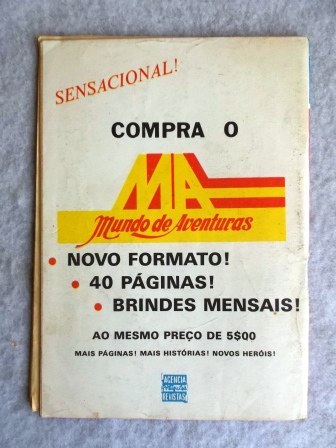 SENSACIONAL!
COMPRA O
MA
Mundo de Aventuras
• NOVO FORMATO!
• 40 PÁGINAS!
• BRINDES MENSAIS!
AO MESMO PREÇO DE 5$00
MAIS PÁGINAS! MAIS HISTÓRIAS! NOVOS HERÓIS!
AGENCIA
REVISTAS